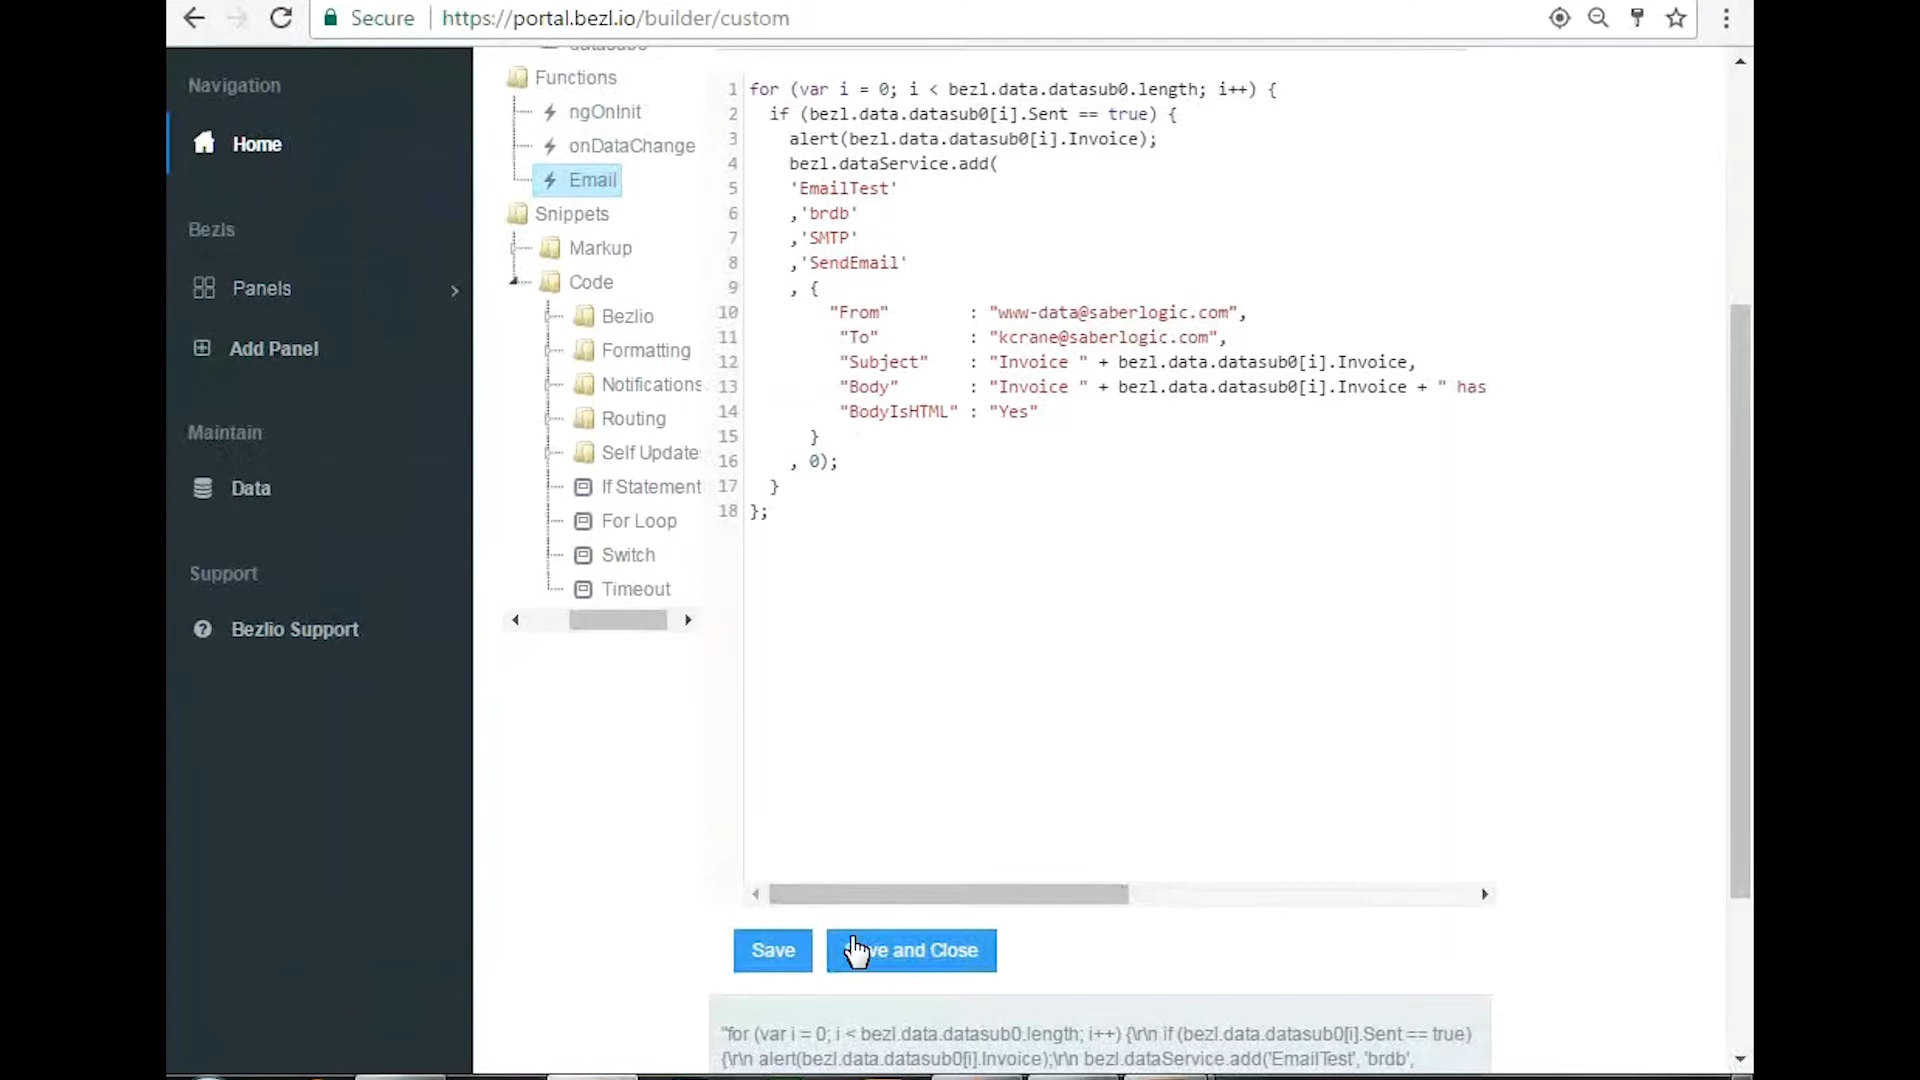 Secure
https://portal.bezl.io/builder/custom
Navigation
Home
Bezls
Panels
Add Panel
Maintain
Data
Support
Bezlio Support
datasub0
Functions
ngOnInit
onDataChange
Email
Snippets
Markup
Code
Bezlio
Formatting
Notifications
Routing
Self Update
If Statement
For Loop
Switch
Timeout
1 for (var i = 0; i < bezl.data.datasub0.length; i++) {
2 if (bezl.data.datasub0[i].Sent == true) {
3 alert(bezl.data.datasub0[i].Invoice);
4 bezl.dataService.add(
5 'EmailTest'
6 ,'brdb'
7 ,'SMTP'
8 ,'SendEmail'
9 , {
10 "From" : "www-data@saberlogic.com",
11 "To" : "kcrane@saberlogic.com",
12 "Subject" : "Invoice " + bezl.data.datasub0[i].Invoice,
13 "Body" : "Invoice " + bezl.data.datasub0[i].Invoice + " has
14 "BodyIsHTML" : "Yes"
15 }
16 , 0);
17 }
18 };
Save
and Close
"for (var i = 0; i < bezl.data.datasub0.length; i++) {\r\n if (bezl.data.datasub0[i].Sent == true)
{\r\n alert(bezl.data.datasub0[i].Invoice);\r\n bezl.dataService.add('EmailTest', 'brdb',